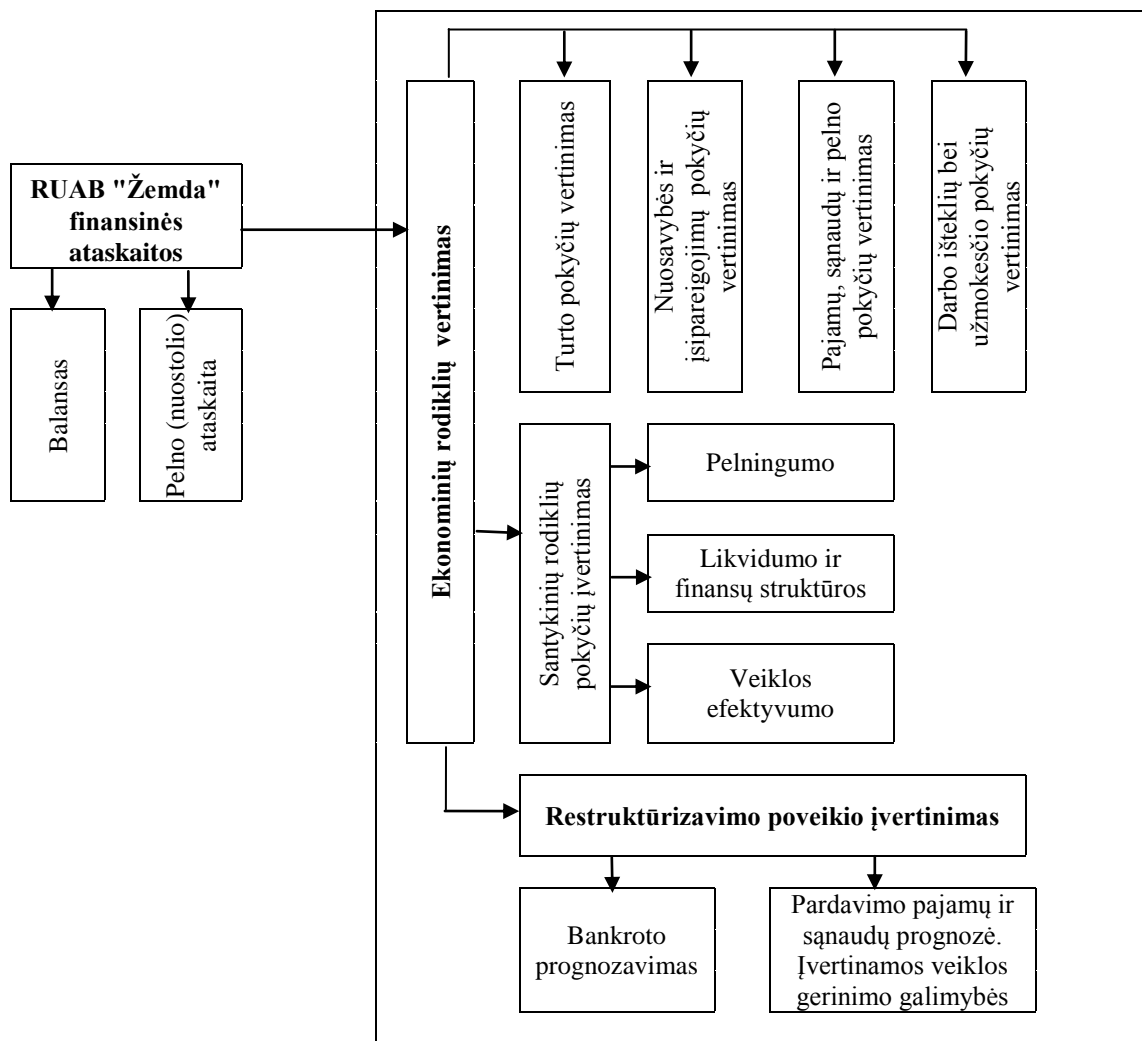 RUAB "Žemda"
finansinės
ataskaitos
Balansas
Pelno (nuostolio)
ataskaita
Ekonominių rodiklių vertinimas
Turto pokyčių vertinimas
Nuosavybės ir
įsipareigojimų pokyčių
vertinimas
Pajamų, sąnaudų ir pelno
pokyčių vertinimas
Darbo išteklių bei
užmokesčio pokyčių
vertinimas
Santykinių rodiklių
pokyčių įvertinimas
Pelningumo
Likvidumo ir
finansų struktūros
Veiklos
efektyvumo
Restruktūrizavimo poveikio įvertinimas
Bankroto
prognozavimas
Pardavimo pajamų ir
sąnaudų prognozė.
Įvertinamos veiklos
gerinimo galimybės